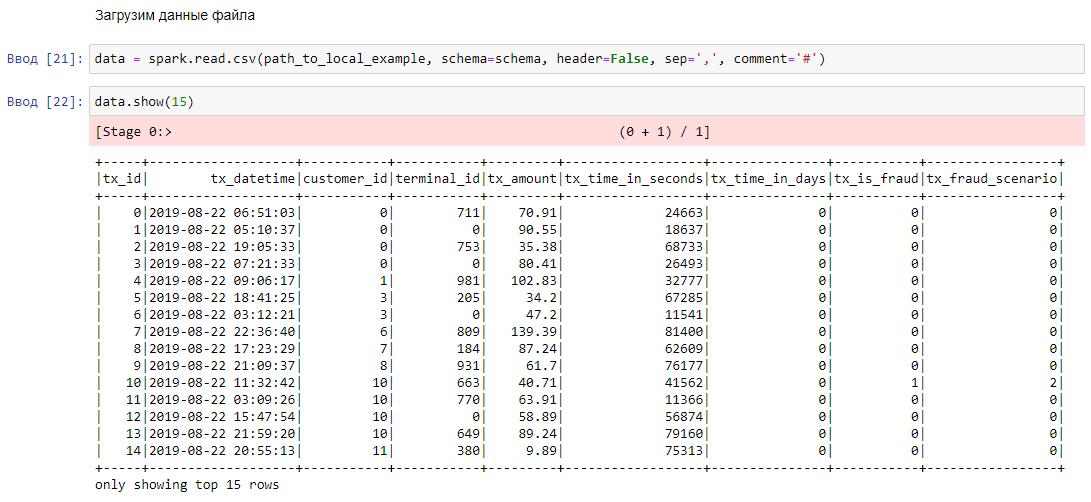 Загрузим данные файла
Ввод [21]: data = spark.read.csv(path_to_local_example, schema=schema, header=False, sep=',', comment='#')
Ввод [22]: data.show(15)
[Stage 0:>                                                          (0 + 1) / 1]
+-----+-------------------+-----------+-----------+---------+------------------+---------------+-----------+-----------------+
|tx_id|        tx_datetime|customer_id|terminal_id|tx_amount|tx_time_in_seconds|tx_time_in_days|tx_is_fraud|tx_fraud_scenario|
+-----+-------------------+-----------+-----------+---------+------------------+---------------+-----------+-----------------+
|    0|2019-08-22 06:51:03|          0|        711|    70.91|             24663|              0|          0|                0|
|    1|2019-08-22 05:10:37|          0|          0|    90.55|             18637|              0|          0|                0|
|    2|2019-08-22 19:05:33|          0|        753|    35.38|             68733|              0|          0|                0|
|    3|2019-08-22 07:21:33|          0|          0|    80.41|             26493|              0|          0|                0|
|    4|2019-08-22 09:06:17|          1|        981|   102.83|             32777|              0|          0|                0|
|    5|2019-08-22 18:41:25|          3|        205|     34.2|             67285|              0|          0|                0|
|    6|2019-08-22 03:12:21|          3|          0|     47.2|             11541|              0|          0|                0|
|    7|2019-08-22 22:36:40|          6|        809|   139.39|             81400|              0|          0|                0|
|    8|2019-08-22 17:23:29|          7|        184|    87.24|             62609|              0|          0|                0|
|    9|2019-08-22 21:09:37|          8|        931|     61.7|             76177|              0|          0|                0|
|   10|2019-08-22 11:32:42|         10|        663|    40.71|             41562|              0|          1|                2|
|   11|2019-08-22 03:09:26|         10|        770|    63.91|             11366|              0|          0|                0|
|   12|2019-08-22 15:47:54|         10|          0|    58.89|             56874|              0|          0|                0|
|   13|2019-08-22 21:59:20|         10|        649|    89.24|             79160|              0|          0|                0|
|   14|2019-08-22 20:55:13|         11|        380|     9.89|             75313|              0|          0|                0|
+-----+-------------------+-----------+-----------+---------+------------------+---------------+-----------+-----------------+
only showing top 15 rows